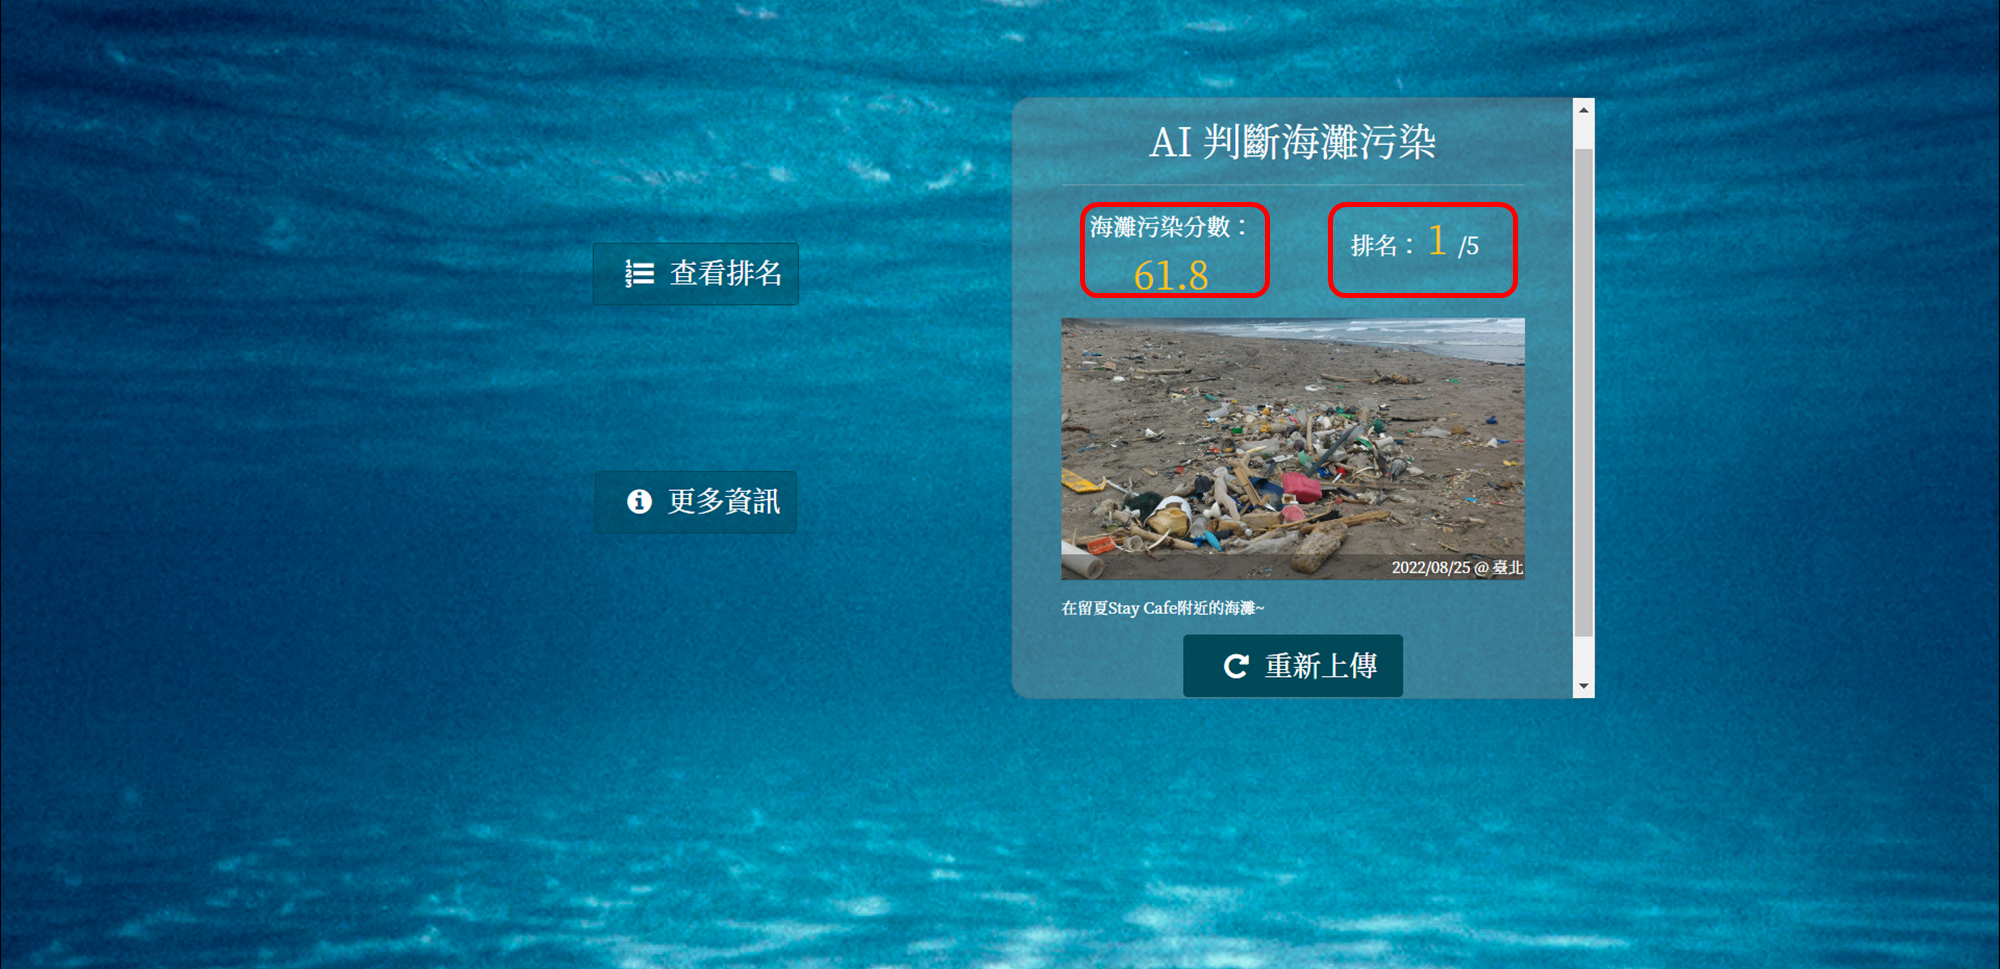 查看排名
更多資訊
AI 判斷海灘污染
海灘污染分數：
61.8
排名： 1 /5
2022/08/25 @ 臺北
在留夏Stay Cafe附近的海灘~
重新上傳